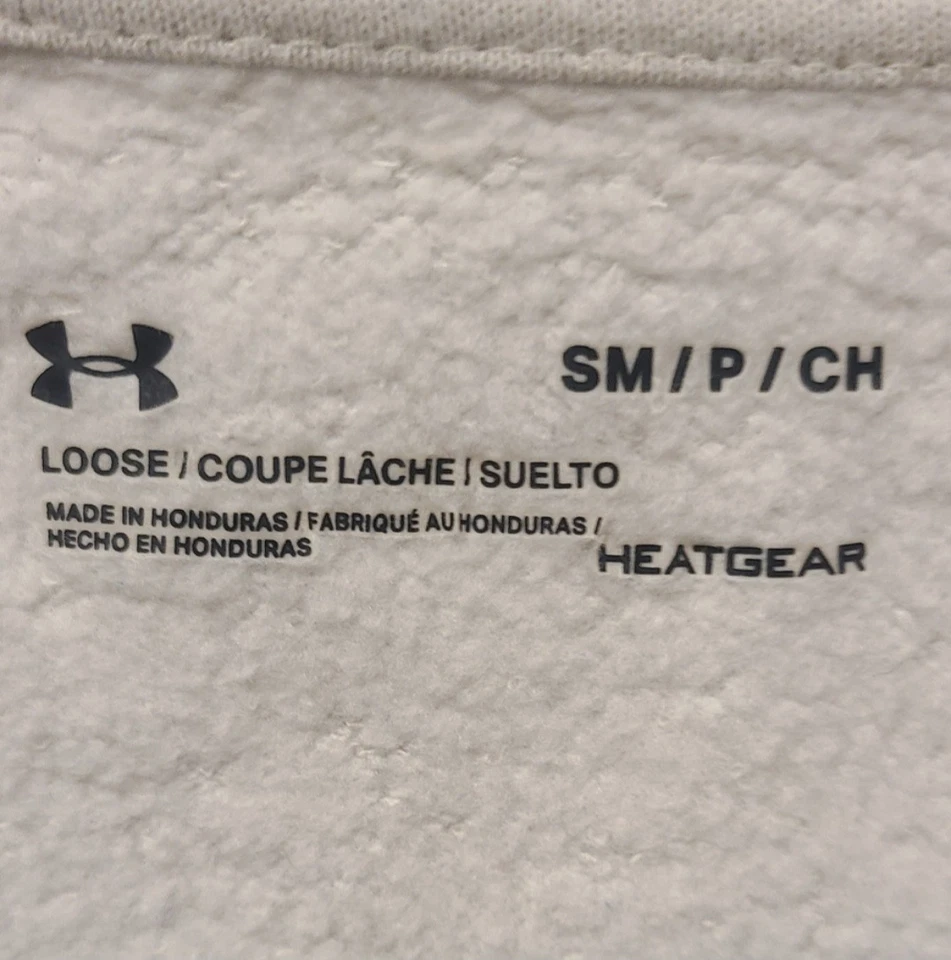 SM / P / CH
LOOSE / COUPE LÂCHE / SUELTO
MADE IN HONDURAS / FABRIQUÉ AU HONDURAS /
HECHO EN HONDURAS
HEATGEAR